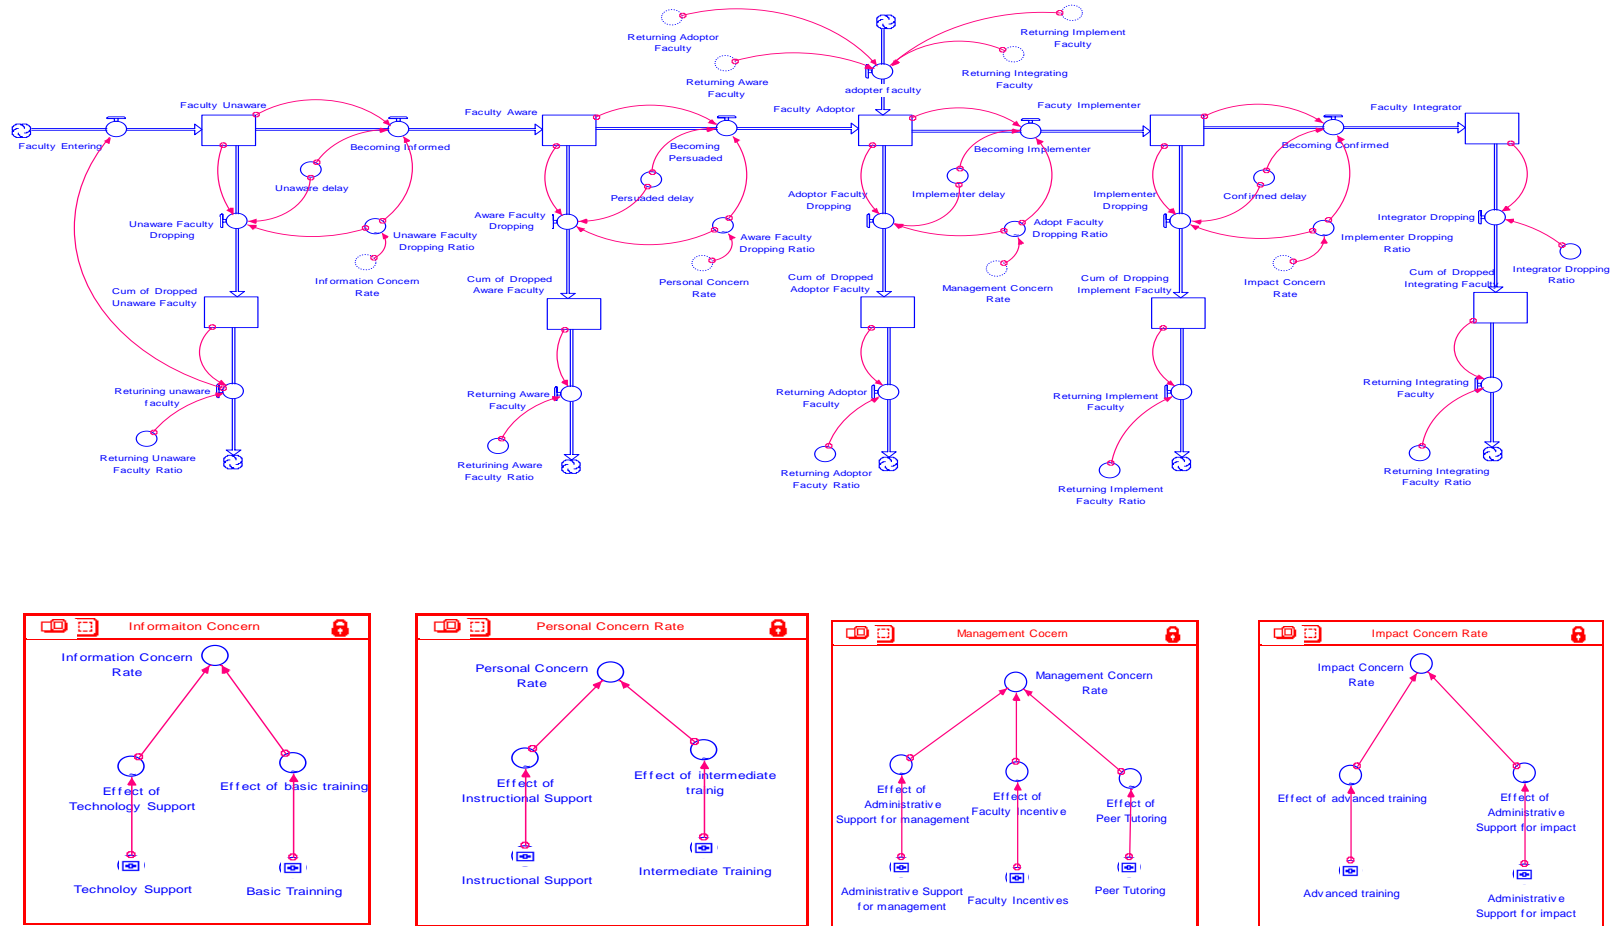 Returning Adoptor
Faculty
Returning Implement
Faculty
Returning Aware
Faculty
Returning Integrating
Faculty
adopter faculty
Faculty Unaware
Faculty Aware
Faculty Adoptor
Facuty Implementer
Faculty Integrator
Faculty Entering
Becoming Informed
Becoming
Persuaded
Becoming Implementer
Becoming Confirmed
Unaware delay
Persuaded delay
Implementer delay
Confirmed delay
Unaware Faculty
Dropping
Unaware Faculty
Dropping Ratio
Aware Faculty
Dropping
Aware Faculty
Dropping Ratio
Adoptor Faculty
Dropping
Adopt Faculty
Dropping Ratio
Implementer
Dropping
Implementer Dropping
Ratio
Integrator Dropping
Integrator Dropping
Ratio
Information Concern
Rate
Personal Concern
Rate
Management Concern
Rate
Impact Concern
Rate
Cum of Dropped
Unaware Faculty
Cum of Dropped
Aware Faculty
Cum of Dropped
Adoptor Faculty
Cum of Dropping
Implement Faculty
Cum of Dropped
Integrating Faculty
Returining unaware
faculty
Returning Aware
Faculty
Returning Adoptor
Faculty
Returning Implement
Faculty
Returning Integrating
Faculty
Returning Unaware
Faculty Ratio
Returining Aware
Faculty Ratio
Returning Adoptor
Facuty Ratio
Returning Implement
Faculty Ratio
Returning Integrating
Faculty Ratio
Informaiton Concern
Information Concern
Rate
Effect of
Technology Support
Effect of basic training
Technoloy Support
Basic Trainning
Personal Concern Rate
Personal Concern
Rate
Effect of
Instructional Support
Effect of intermediate
trainig
Instructional Support
Intermediate Training
Management Cocern
Management Concern
Rate
Effect of
Administrative
Support for management
Effect of
Faculty Incentive
Effect of
Peer Tutoring
Administrative Support
for management
Faculty Incentives
Peer Tutoring
Impact Concern Rate
Impact Concern
Rate
Effect of advanced training
Effect of
Administrative
Support for impact
Advanced training
Administrative
Support for impact